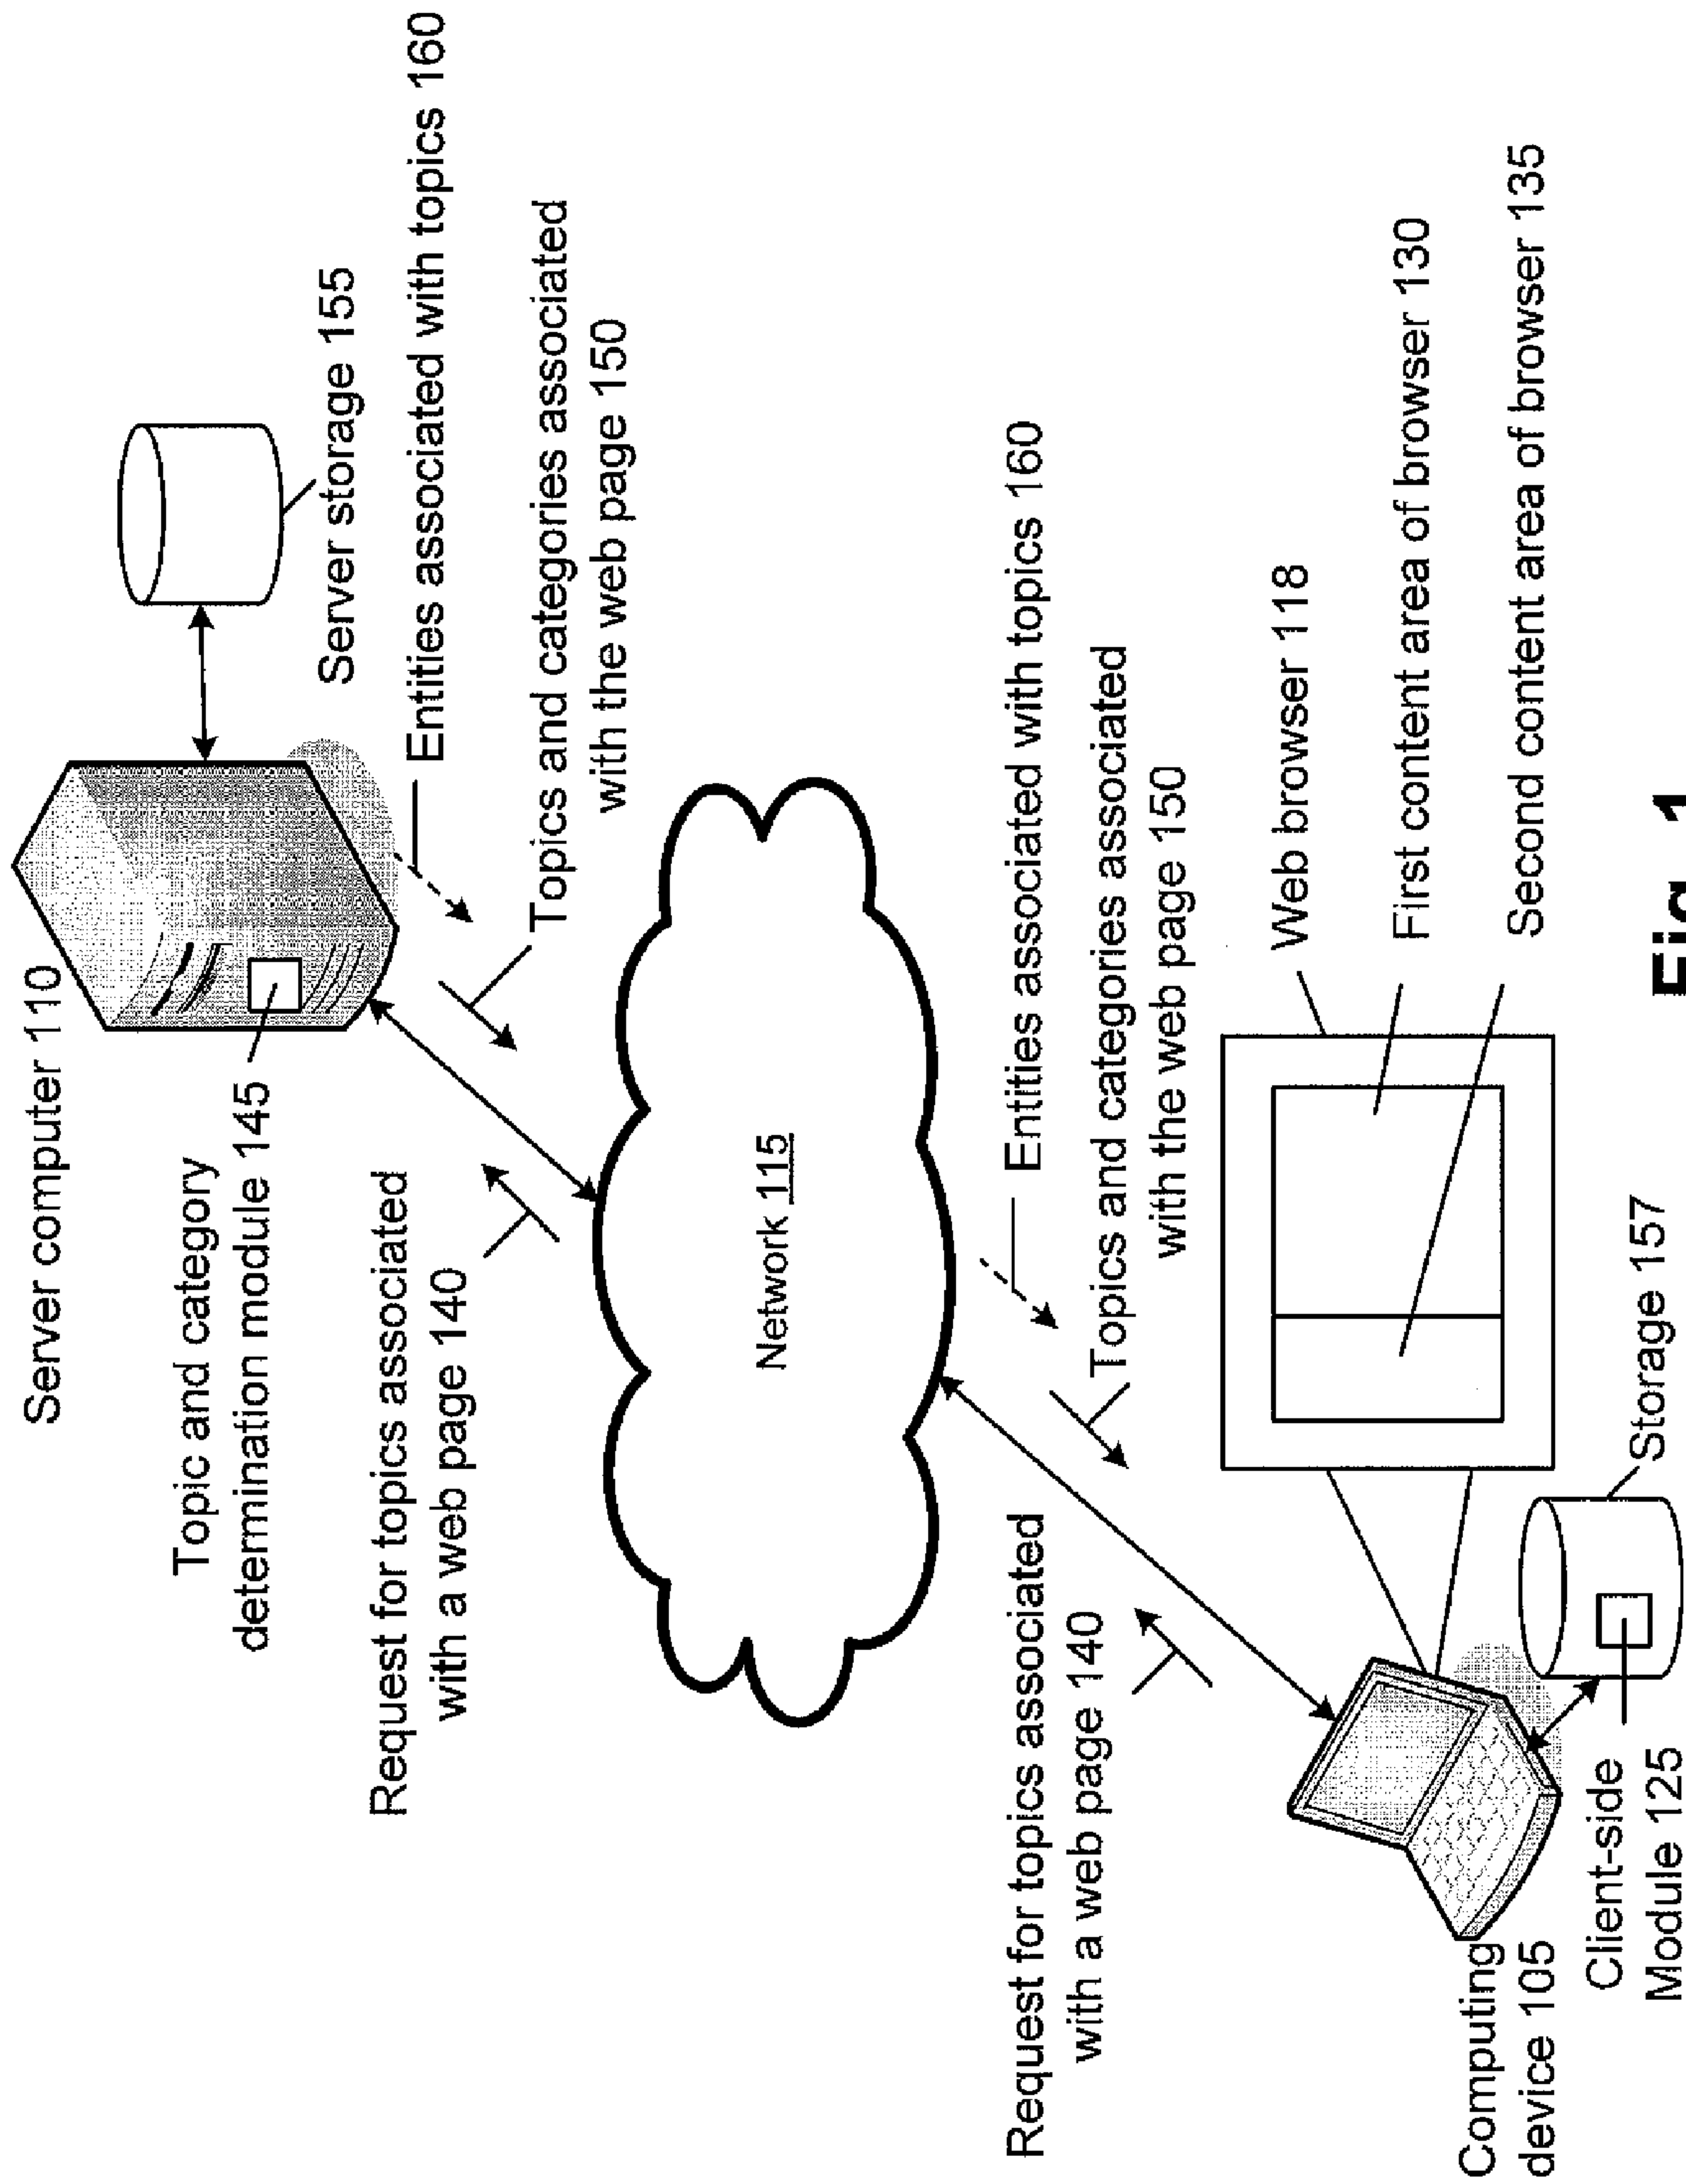 Server computer 110
Topic and category
determination module 145
Server storage 155
Entities associated with topics 160
Request for topics associated
with a web page 140
Topics and categories associated
with the web page 150
Network 115
Entities associated with topics 160
Request for topics associated
with a web page 140
Topics and categories associated
with the web page 150
Web browser 118
First content area of browser 130
Second content area of browser 135
Computing
device 105
Client-side
Module 125
Storage 157
Fig. 1